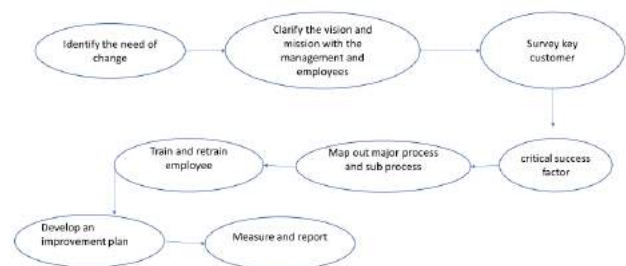 Identify the need of
change
Clarify the vision and
mission with the
management and
employees
Survey key
customer
critical success
factor
Map out major process
and sub process
Train and retrain
employee
Develop an
improvement plan
Measure and report